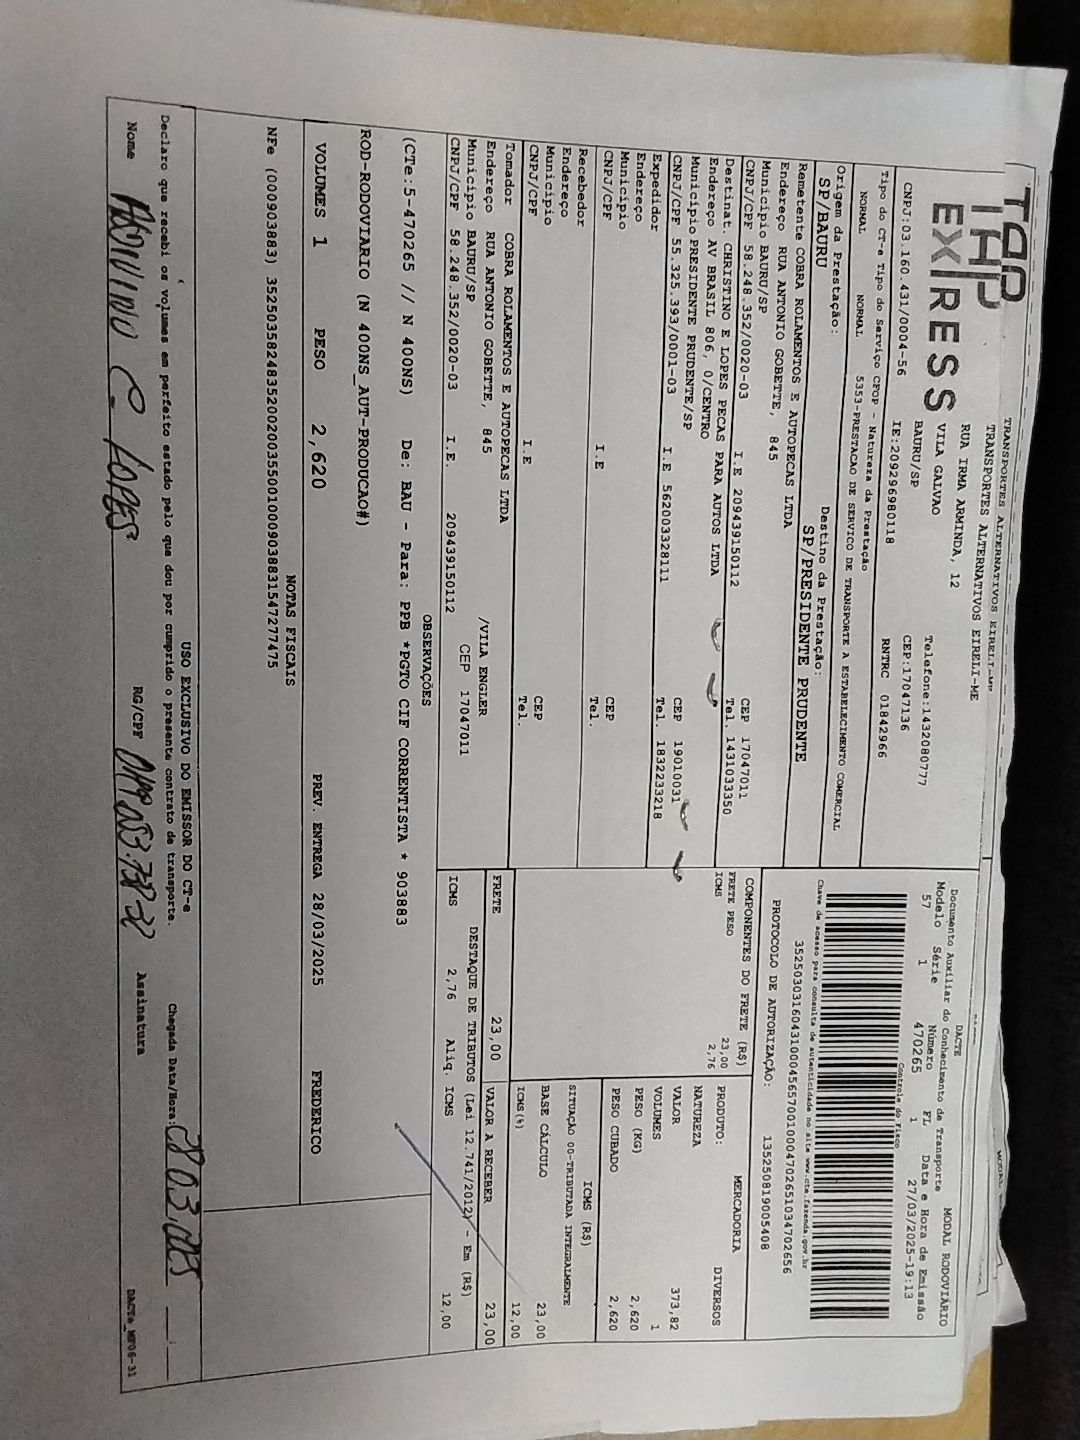 TRANSPORTES ALTERNATIVOS EIRELI-ME
TAP
EXPRESS
TRANSPORTES ALTERNATIVOS EIRELI-ME
RUA IRMA ARMINDA, 12
VILA GALVAO Telefone:1432080777
BAURU/SP CEP:17047136
CNPJ:03.160.431/0004-56 IE:209296980118 RNTRC 01842966
Tipo do CT-e Tipo do Serviço CFOP - Natureza da Prestação
NORMAL NORMAL 5353-PRESTACAO DE SERVICO DE TRANSPORTE A ESTABELECIMENTO COMERCIAL
Origem da Prestação: Destino da Prestação:
SP/BAURU SP/PRESIDENTE PRUDENTE
DACTE MODAL RODOVIÁRIO
Documento Auxiliar do Conhecimento de Transporte
Modelo Série Número FL Data e Hora de Emissão
57 1 470265 1 27/03/2025-19:13
Controle do Fisco
Chave de acesso para consulta de autenticidade no site www.cte.fazenda.gov.br
35250303160431000456570010004702651034702656
PROTOCOLO DE AUTORIZAÇÃO: 135250819005408
Remetente COBRA ROLAMENTOS E AUTOPECAS LTDA
Endereço RUA ANTONIO GOBETTE, 845
Município BAURU/SP CEP 17047011
CNPJ/CPF 58.248.352/0020-03 I.E 209439150112 Tel. 1431033350
Destinat. CHRISTINO E LOPES PECAS PARA AUTOS LTDA
Endereço AV BRASIL 806, 0/CENTRO
Município PRESIDENTE PRUDENTE/SP CEP 19010031
CNPJ/CPF 55.325.393/0001-03 I.E 562003328111 Tel. 1832233218
Expedidor
Endereço
Município CEP
CNPJ/CPF I.E Tel.
Recebedor
Endereço
Município CEP
CNPJ/CPF I.E Tel.
Tomador COBRA ROLAMENTOS E AUTOPECAS LTDA
Endereço RUA ANTONIO GOBETTE, 845 /VILA ENGLER
Município BAURU/SP CEP 17047011
CNPJ/CPF 58.248.352/0020-03 I.E. 209439150112
COMPONENTES DO FRETE (R$)
FRETE PESO 23,00
ICMS 2,76
PRODUTO: MERCADORIA
NATUREZA DIVERSOS
VALOR 373,82
VOLUMES 1
PESO (KG) 2,620
PESO CUBADO 2,620
ICMS (R$)
SITUAÇÃO 00-TRIBUTADA INTEGRALMENTE
BASE CÁLCULO 23,00
ICMS(%) 12,00
FRETE 23,00 VALOR A RECEBER 23,00
DESTAQUE DE TRIBUTOS (Lei 12.741/2012) - Em (R$)
ICMS 2,76 Aliq. ICMS 12,00
OBSERVAÇÕES
(CTe:5-470265 // N 400NS) De: BAU - Para: PPB *PGTO CIF CORRENTISTA * 903883
ROD-RODOVIARIO (N 400NS_AUT-PRODUCAO#)
VOLUMES 1 PESO 2,620 PREV. ENTREGA 28/03/2025 FREDERICO
NOTAS FISCAIS
NFe (000903883) 35250358248352002003550010009038831547277475
USO EXCLUSIVO DO EMISSOR DO CT-e
Declaro que recebi os volumes em perfeito estado pelo que dou por cumprido o presente contrato de transporte. Chegada Data/Hora: 28 03
Nome C. LOPES RG/CPF Assinatura DACTe_MF06-31